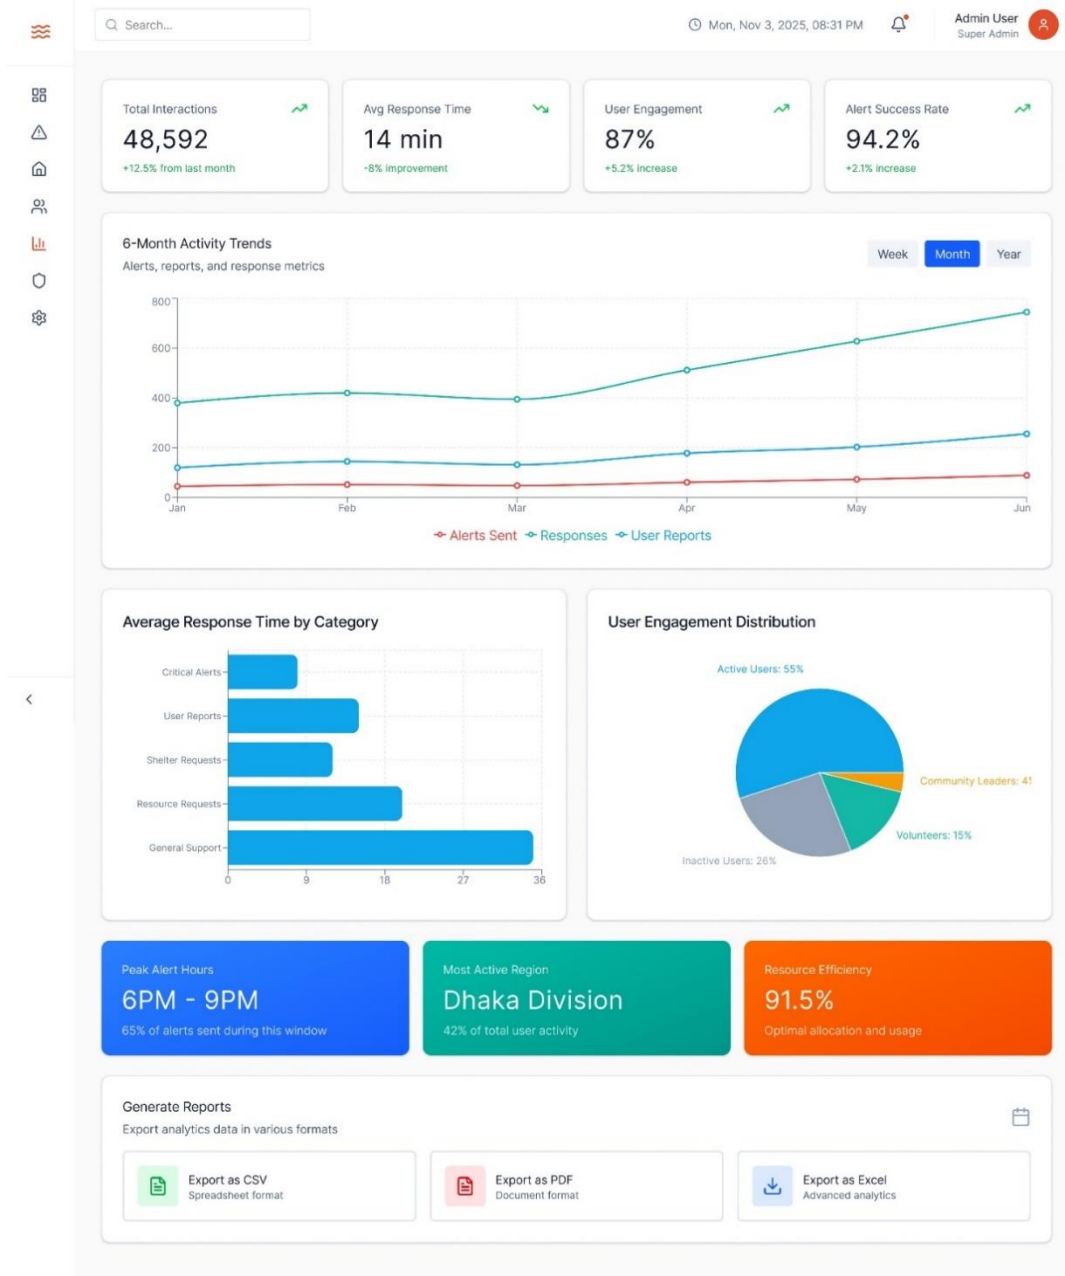 Search...
Mon, Nov 3, 2025, 08:31 PM
Admin User
Super Admin
Total Interactions
48,592
+12.5% from last month
Avg Response Time
14 min
-8% improvement
User Engagement
87%
+5.2% increase
Alert Success Rate
94.2%
+2.1% increase
6-Month Activity Trends
Alerts, reports, and response metrics
Week Month Year
800
600
400
200
0
Jan Feb Mar Apr May Jun
Alerts Sent Responses User Reports
Average Response Time by Category
Critical Alerts
User Reports
Shelter Requests
Resource Requests
General Support
0 9 18 27 36
User Engagement Distribution
Active Users: 55%
Community Leaders: 4
Volunteers: 15%
Inactive Users: 26%
Peak Alert Hours
6PM - 9PM
65% of alerts sent during this window
Most Active Region
Dhaka Division
42% of total user activity
Resource Efficiency
91.5%
Optimal allocation and usage
Generate Reports
Export analytics data in various formats
Export as CSV
Spreadsheet format
Export as PDF
Document format
Export as Excel
Advanced analytics